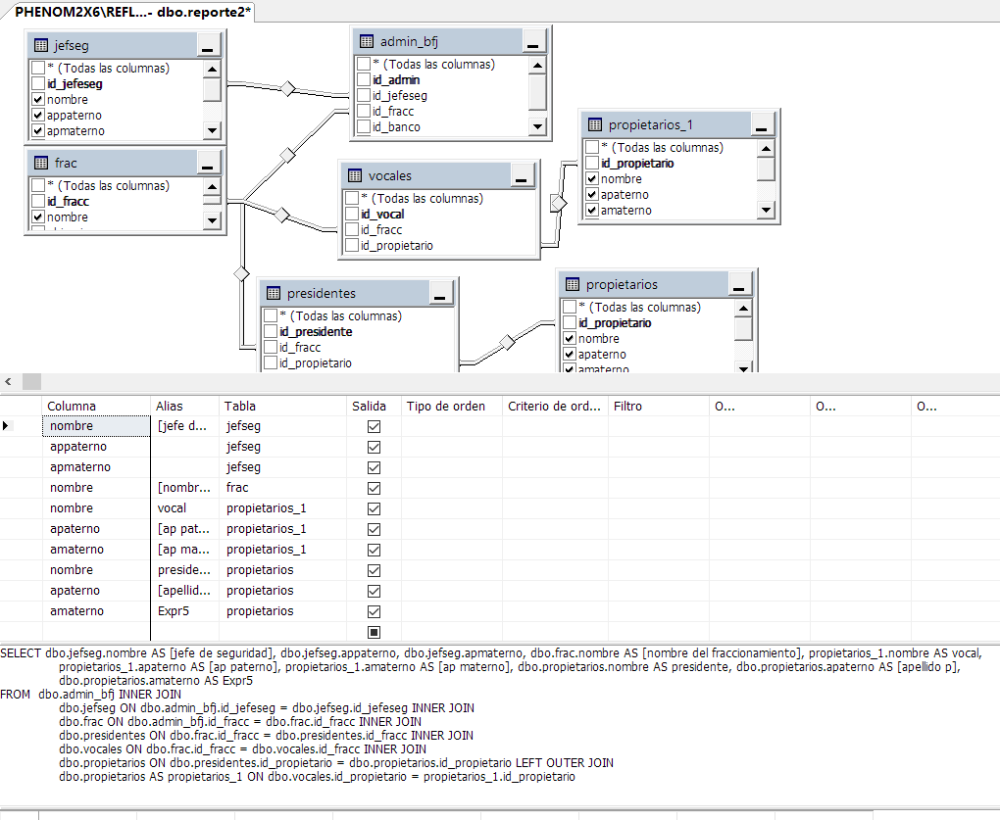 PHENOM2X6\REFL...- dbo.reporte2*
jefseg
* (Todas las columnas)
id_jefeseg
nombre
appaterno
apmaterno
frac
* (Todas las columnas)
id_fracc
nombre
admin_bfj
* (Todas las columnas)
id_admin
id_jefeseg
id_fracc
id_banco
vocales
* (Todas las columnas)
id_vocal
id_fracc
id_propietario
propietarios_1
* (Todas las columnas)
id_propietario
nombre
apaterno
amaterno
presidentes
* (Todas las columnas)
id_presidente
id_fracc
id_propietario
propietarios
* (Todas las columnas)
id_propietario
nombre
apaterno
amaterno
Columna Alias Tabla Salida Tipo de orden Criterio de ord... Filtro O... O... O...
nombre [jefe d... jefseg
appaterno jefseg
apmaterno jefseg
nombre [nombr... frac
nombre vocal propietarios_1
apaterno [ap pat... propietarios_1
amaterno [ap ma... propietarios_1
nombre preside... propietarios
apaterno [apellid... propietarios
amaterno Expr5 propietarios
SELECT dbo.jefseg.nombre AS [jefe de seguridad], dbo.jefseg.appaterno, dbo.jefseg.apmaterno, dbo.frac.nombre AS [nombre del fraccionamiento], propietarios_1.nombre AS vocal,
propietarios_1.apaterno AS [ap paterno], propietarios_1.amaterno AS [ap materno], dbo.propietarios.nombre AS presidente, dbo.propietarios.apaterno AS [apellido p],
dbo.propietarios.amaterno AS Expr5
FROM dbo.admin_bfj INNER JOIN
dbo.jefseg ON dbo.admin_bfj.id_jefeseg = dbo.jefseg.id_jefeseg INNER JOIN
dbo.frac ON dbo.admin_bfj.id_fracc = dbo.frac.id_fracc INNER JOIN
dbo.presidentes ON dbo.frac.id_fracc = dbo.presidentes.id_fracc INNER JOIN
dbo.vocales ON dbo.frac.id_fracc = dbo.vocales.id_fracc INNER JOIN
dbo.propietarios ON dbo.presidentes.id_propietario = dbo.propietarios.id_propietario LEFT OUTER JOIN
dbo.propietarios AS propietarios_1 ON dbo.vocales.id_propietario = propietarios_1.id_propietario